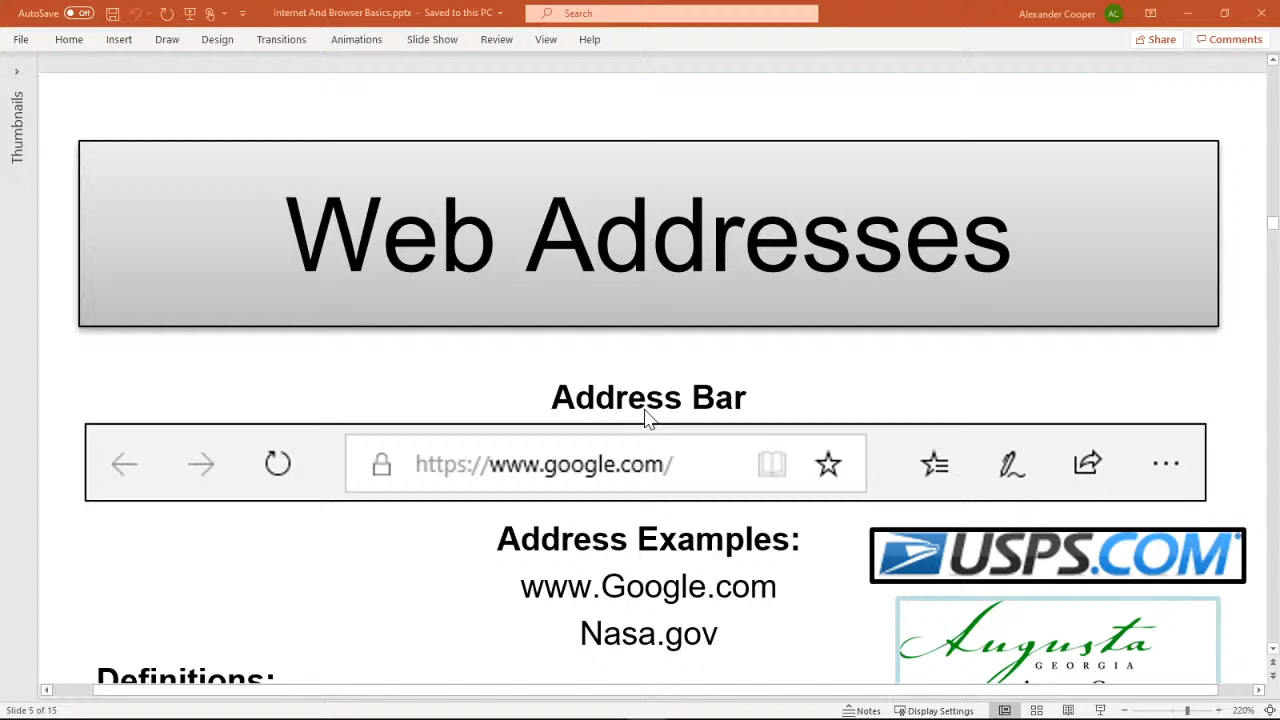 AutoSave Off Internet And Browser Basics.pptx - Saved to this PC Search Alexander Cooper AC
File Home Insert Draw Design Transitions Animations Slide Show Review View Help Share Comments
Thumbnails
Web Addresses
Address Bar
https://www.google.com/
Address Examples:
USPS.COM
www.Google.com
Nasa.gov
Augusta
GEORGIA
Definitions:
Slide 5 of 15 Notes Display Settings 220%